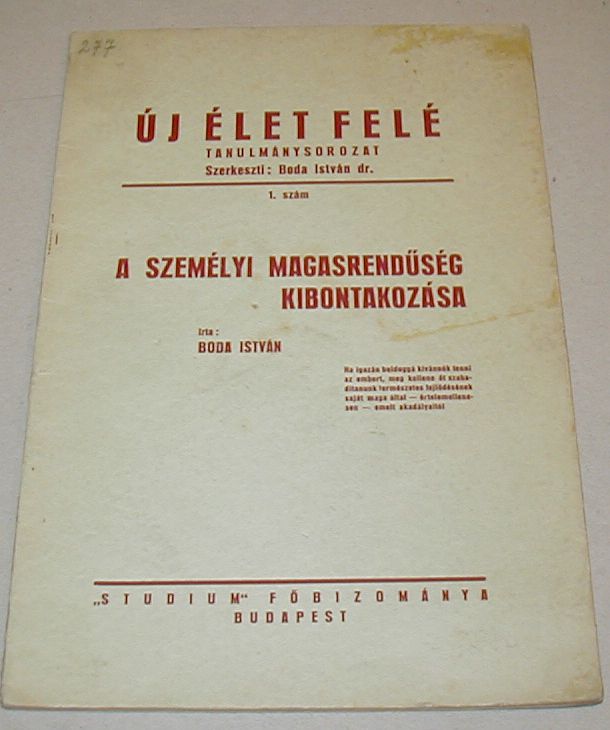 277
ÚJ ÉLET FELÉ
TANULMÁNYSOROZAT
Szerkeszti: Boda István dr.
1. szám
A SZEMÉLYI MAGASRENDŰSÉG
KIBONTAKOZÁSA
Irta:
BODA ISTVÁN
Ha igazán boldoggá kivánnók tenni
az embert, meg kellene őt szaba-
dítanunk természetes fejlődésének
saját maga által — értelemellene-
sen — emelt akadályaitól
„STUDIUM“ FŐBIZOMÁNYA
BUDAPEST